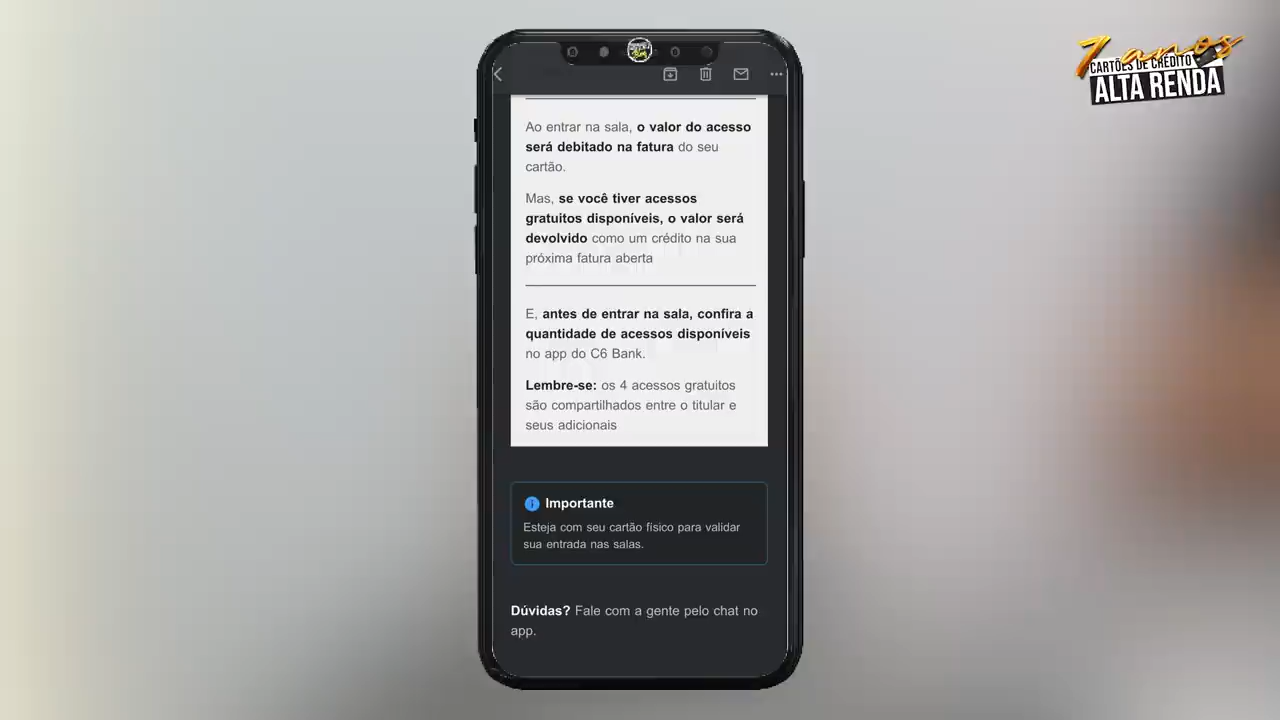 7 anos
CARTÕES DE CRÉDITO
ALTA RENDA
Ao entrar na sala, o valor do acesso
será debitado na fatura do seu
cartão.
Mas, se você tiver acessos
gratuitos disponíveis, o valor será
devolvido como um crédito na sua
próxima fatura aberta
E, antes de entrar na sala, confira a
quantidade de acessos disponíveis
no app do C6 Bank.
Lembre-se: os 4 acessos gratuitos
são compartilhados entre o titular e
seus adicionais
Importante
Esteja com seu cartão físico para validar
sua entrada nas salas.
Dúvidas? Fale com a gente pelo chat no
app.